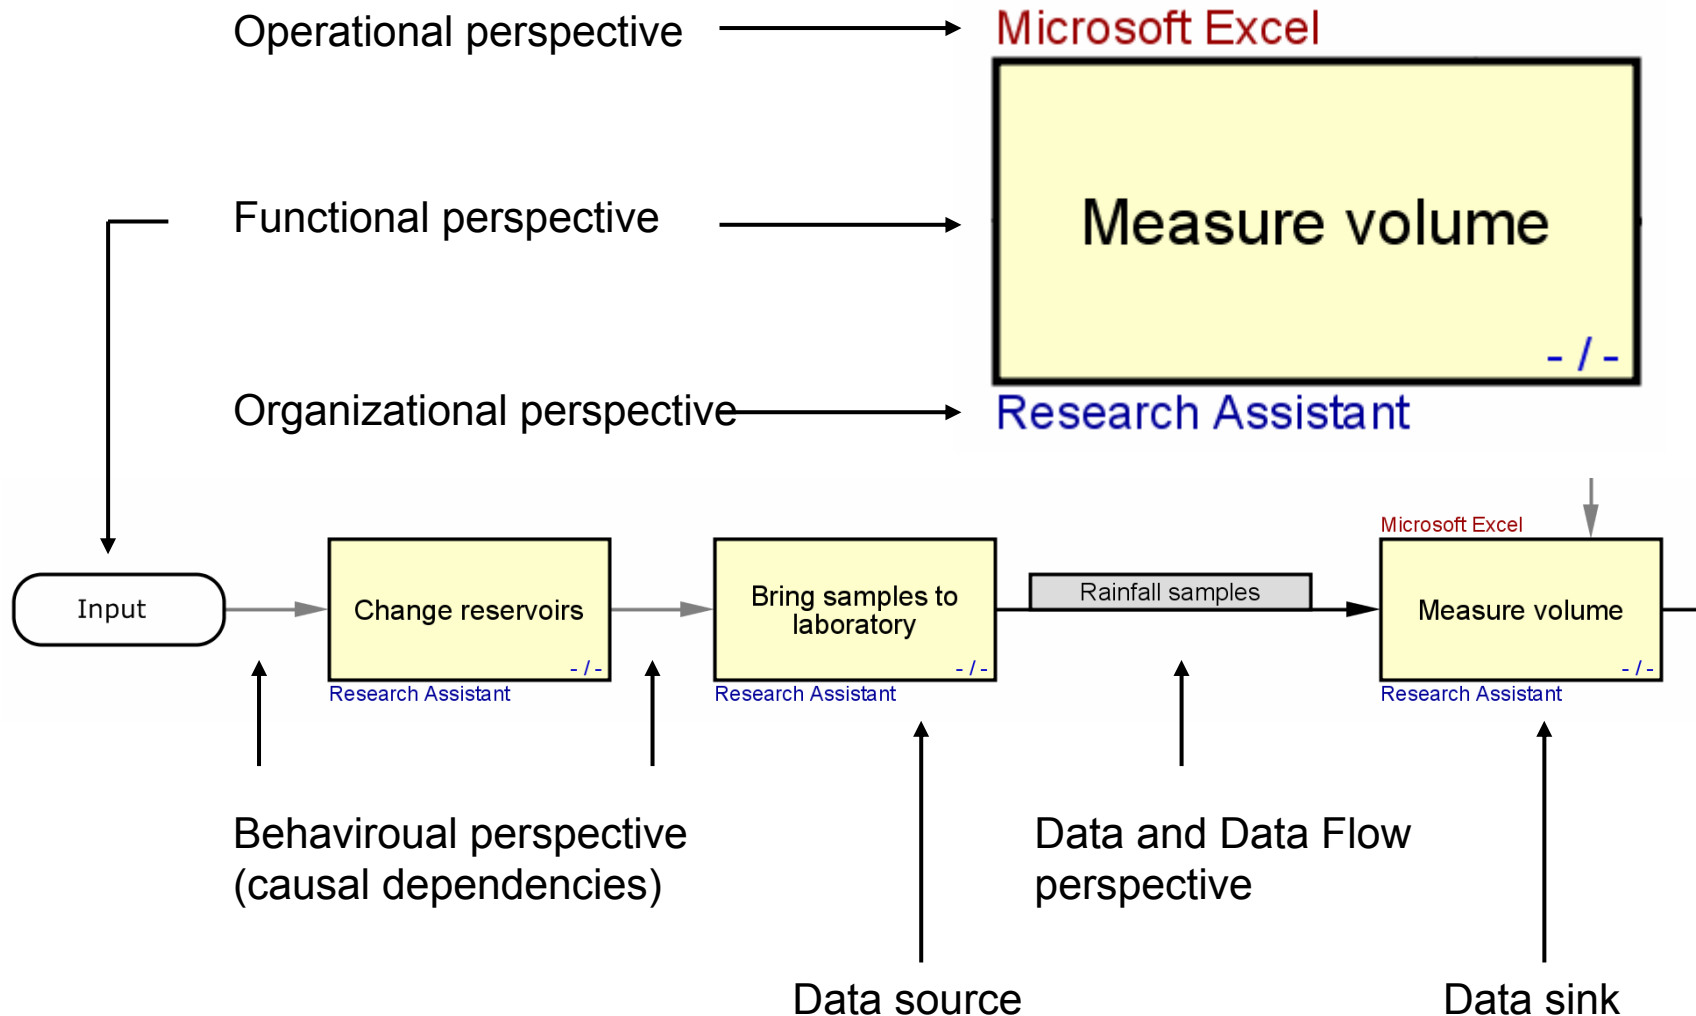 Operational perspective
Microsoft Excel
Functional perspective
Measure volume
- / -
Organizational perspective
Research Assistant
Microsoft Excel
Input
Change reservoirs
- / -
Research Assistant
Bring samples to
laboratory
- / -
Research Assistant
Rainfall samples
Measure volume
- / -
Research Assistant
Behaviroual perspective
(causal dependencies)
Data and Data Flow
perspective
Data source
Data sink